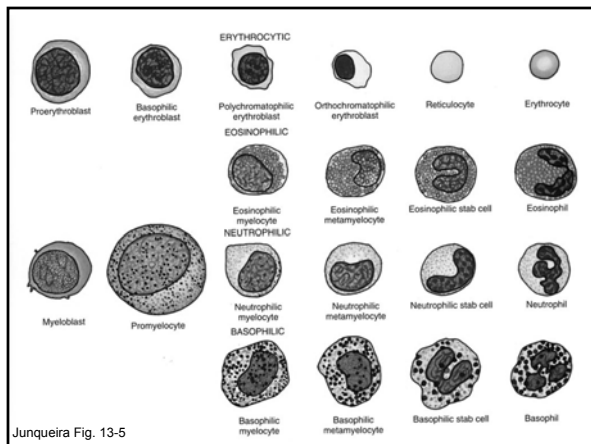 ERYTHROCYTIC
Proerythroblast
Basophilic
erythroblast
Polychromatophilic
erythroblast
Orthochromatophilic
erythroblast
Reticulocyte
Erythrocyte
EOSINOPHILIC
Eosinophilic
myelocyte
Eosinophilic
metamyelocyte
Eosinophilic stab cell
Eosinophil
NEUTROPHILIC
Myeloblast
Promyelocyte
Neutrophilic
myelocyte
Neutrophilic
metamyelocyte
Neutrophilic stab cell
Neutrophil
BASOPHILIC
Basophilic
myelocyte
Basophilic
metamyelocyte
Basophilic stab cell
Basophil
Junqueira Fig. 13-5